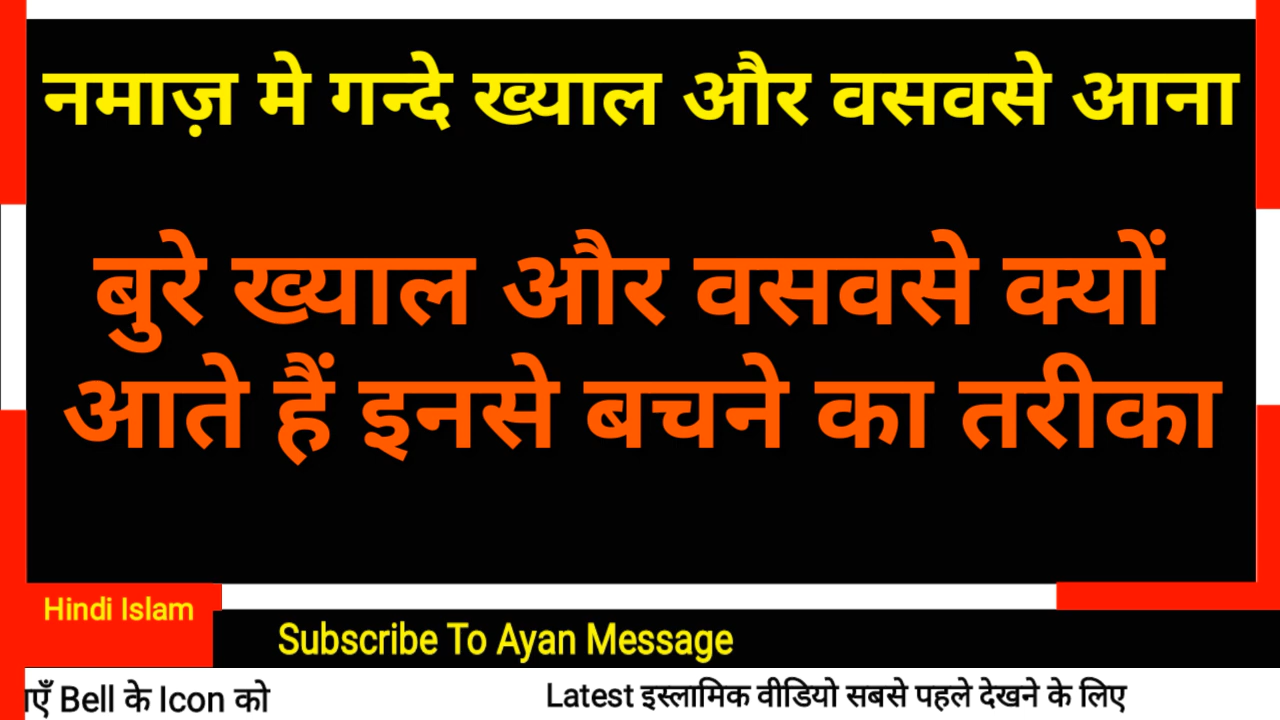 नमाज़ मे गन्दे ख्याल और वसवसे आना
बुरे ख्याल और वसवसे क्यों
आते हैं इनसे बचने का तरीका
Hindi Islam
Subscribe To Ayan Message
Bell के Icon को
Latest इस्लामिक वीडियो सबसे पहले देखने के लिए